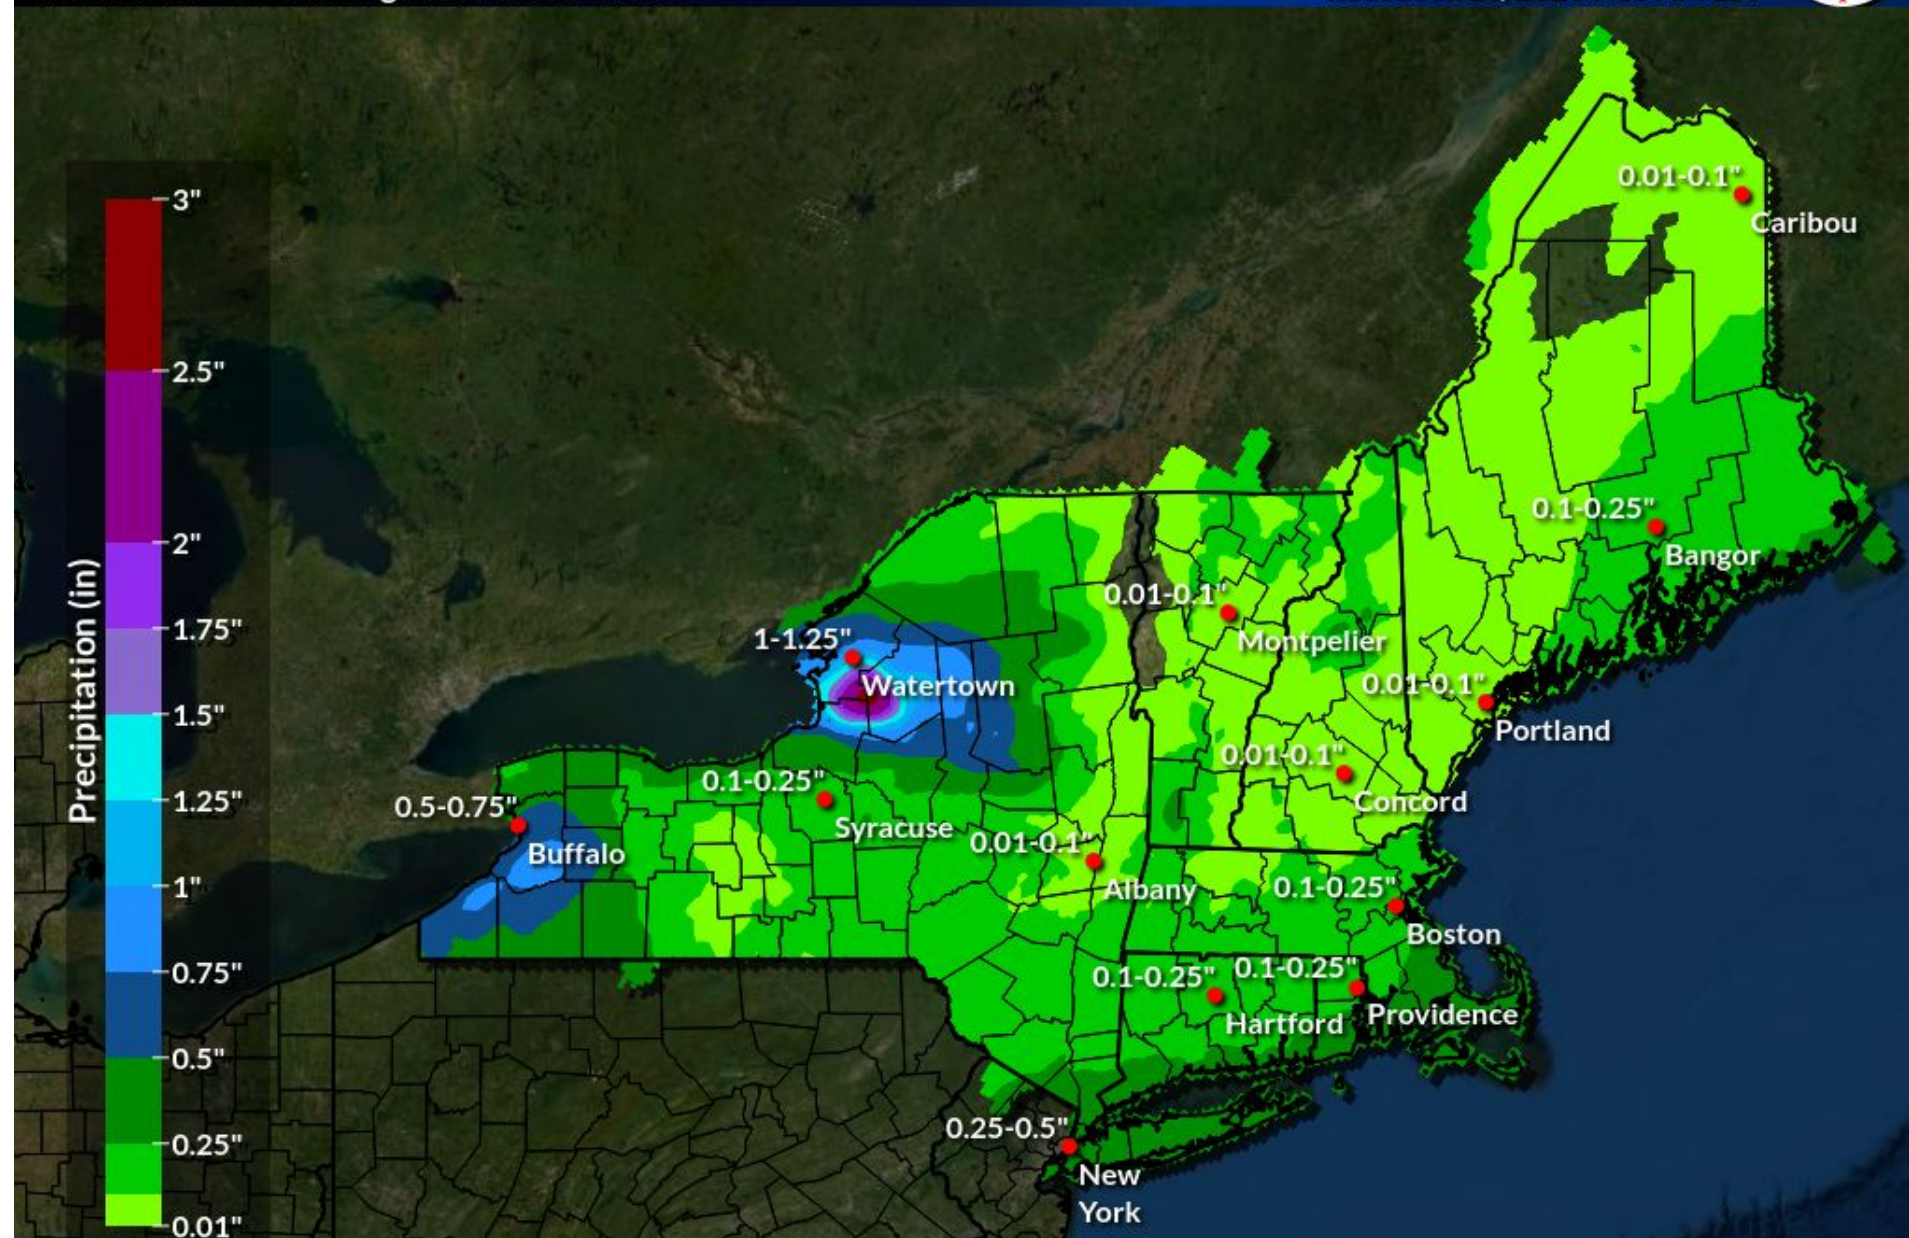 3"
2.5"
2"
1.75"
1.5"
1.25"
1"
0.75"
0.5"
0.25"
0.01"
Precipitation (in)
0.01-0.1"
Caribou
0.1-0.25"
Bangor
0.01-0.1"
Montpelier
1-1.25"
Watertown
0.01-0.1"
Portland
0.01-0.1"
Concord
0.1-0.25"
Syracuse
0.5-0.75"
Buffalo
0.01-0.1"
Albany
0.1-0.25"
Boston
0.1-0.25"
Hartford
0.1-0.25"
Providence
0.25-0.5"
New
York